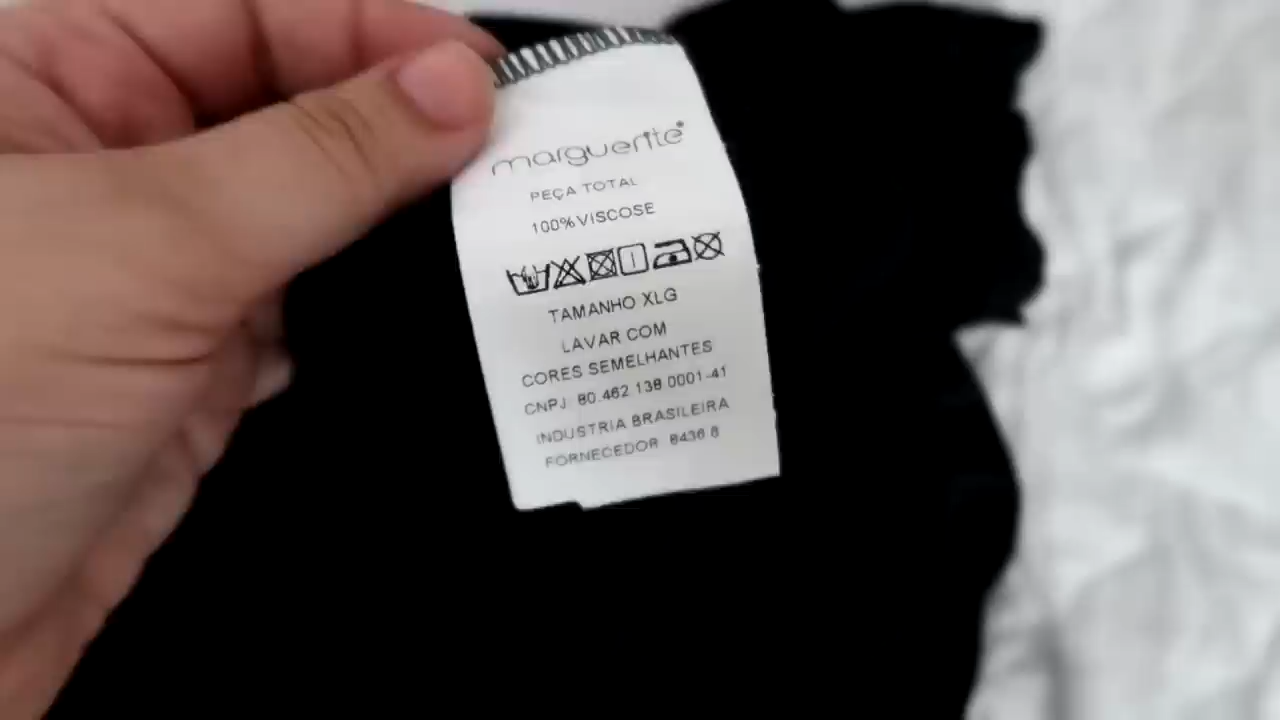 marguerite
PEÇA TOTAL
100%VISCOSE
TAMANHO XLG
LAVAR COM
CORES SEMELHANTES
CNPJ: 80.462.138.0001-41
INDUSTRIA BRASILEIRA
FORNECEDOR 8436 8